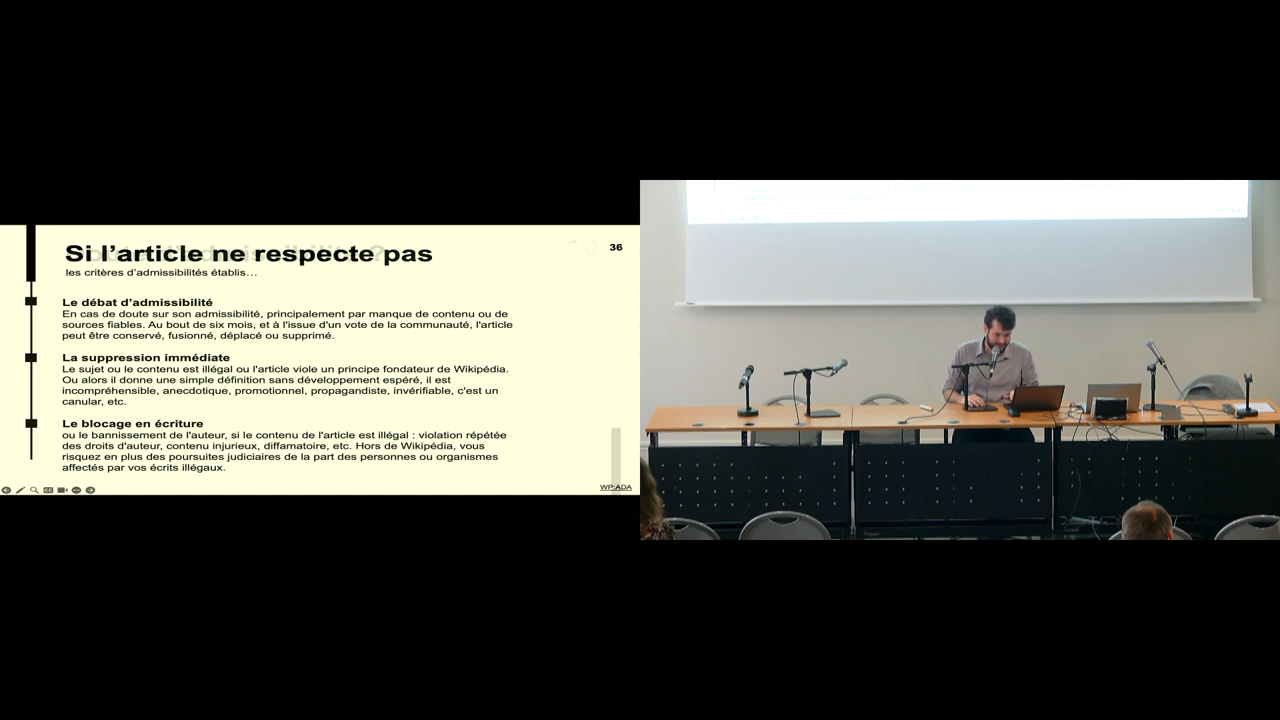 Si l’article ne respecte pas
36
les critères d’admissibilités établis…
Le débat d’admissibilité
En cas de doute sur son admissibilité, principalement par manque de contenu ou de
sources fiables. Au bout de six mois, et à l'issue d'un vote de la communauté, l'article
peut être conservé, fusionné, déplacé ou supprimé.
La suppression immédiate
Le sujet ou le contenu est illégal ou l'article viole un principe fondateur de Wikipédia.
Ou alors il donne une simple définition sans développement espéré, il est
incompréhensible, anecdotique, promotionnel, propagandiste, invérifiable, c'est un
canular, etc.
Le blocage en écriture
ou le bannissement de l'auteur, si le contenu de l'article est illégal : violation répétée
des droits d'auteur, contenu injurieux, diffamatoire, etc. Hors de Wikipédia, vous
risquez en plus des poursuites judiciaires de la part des personnes ou organismes
affectés par vos écrits illégaux.
WP:ADA